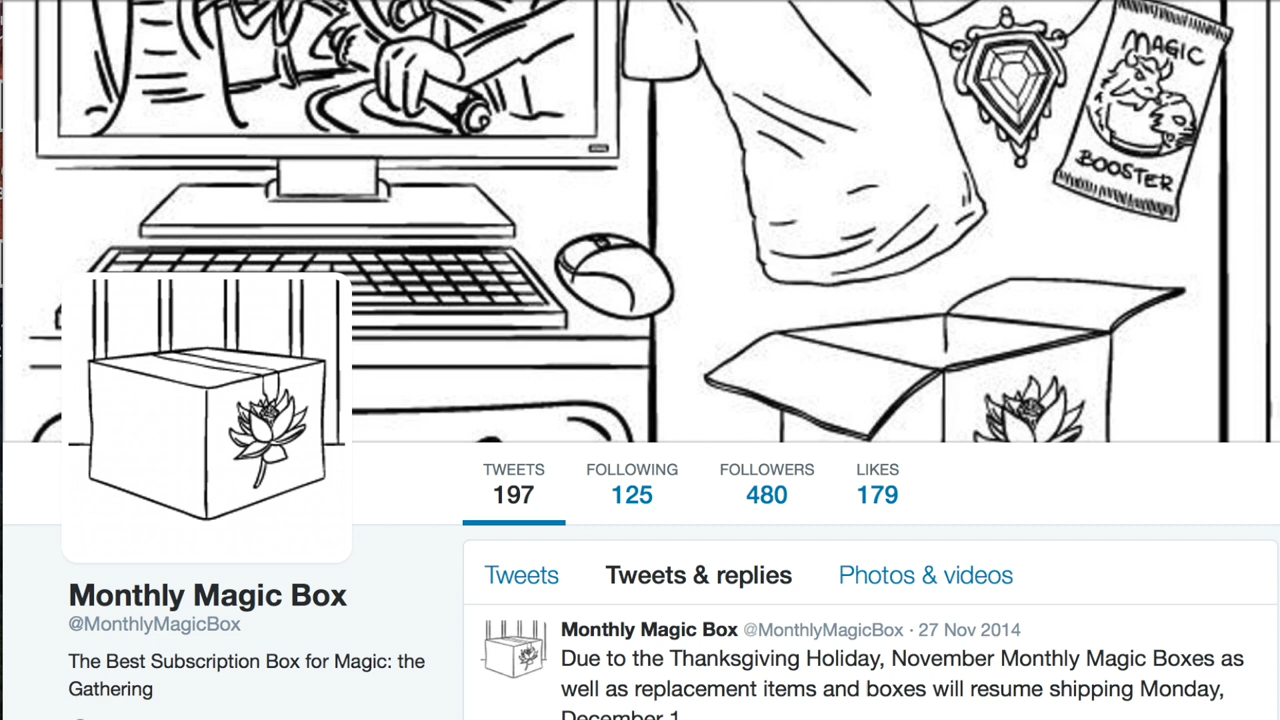 MAGIC
BOOSTER
TWEETS FOLLOWING FOLLOWERS LIKES
197 125 480 179
Monthly Magic Box
@MonthlyMagicBox
The Best Subscription Box for Magic: the
Gathering
Tweets Tweets & replies Photos & videos
Monthly Magic Box @MonthlyMagicBox · 27 Nov 2014
Due to the Thanksgiving Holiday, November Monthly Magic Boxes as
well as replacement items and boxes will resume shipping Monday,
December 1